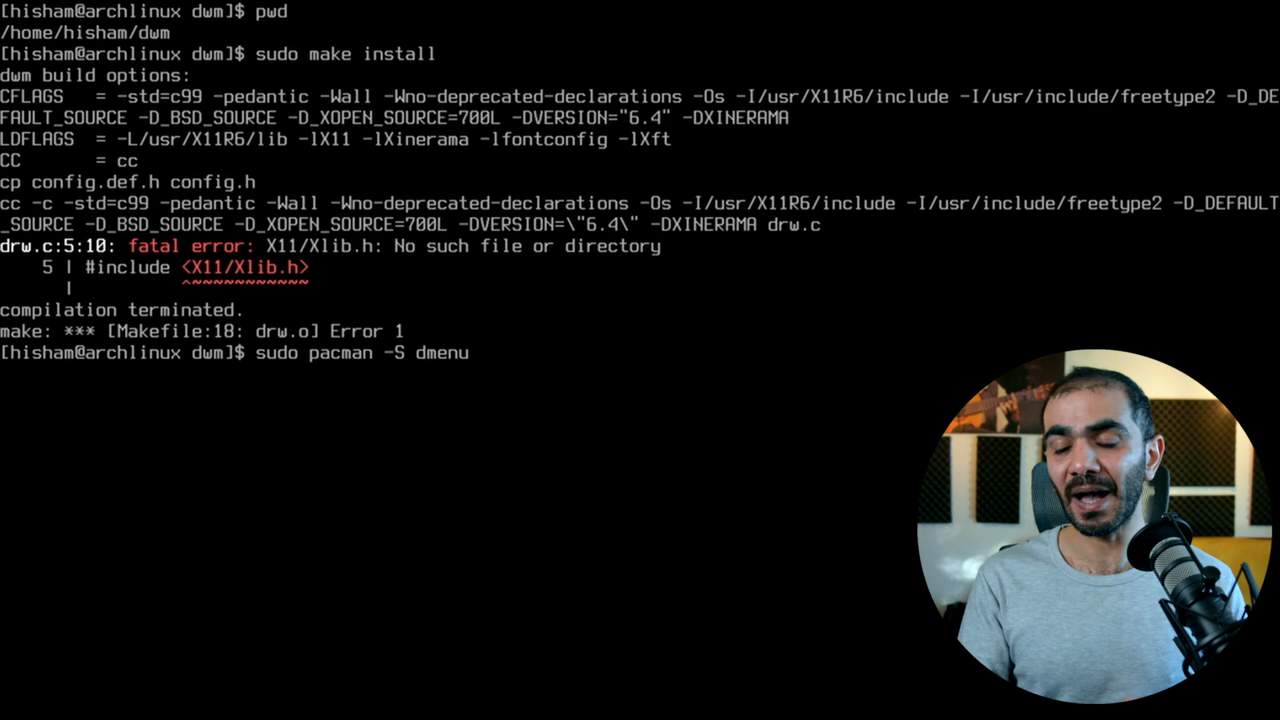 [hisham@archlinux dwm]$ pwd
/home/hisham/dwm
[hisham@archlinux dwm]$ sudo make install
dwm build options:
CFLAGS   = -std=c99 -pedantic -Wall -Wno-deprecated-declarations -Os -I/usr/X11R6/include -I/usr/include/freetype2 -D_DE
FAULT_SOURCE -D_BSD_SOURCE -D_XOPEN_SOURCE=700L -DVERSION="6.4" -DXINERAMA
LDFLAGS  = -L/usr/X11R6/lib -lX11 -lXinerama -lfontconfig -lXft
CC       = cc
cp config.def.h config.h
cc -c -std=c99 -pedantic -Wall -Wno-deprecated-declarations -Os -I/usr/X11R6/include -I/usr/include/freetype2 -D_DEFAULT
_SOURCE -D_BSD_SOURCE -D_XOPEN_SOURCE=700L -DVERSION=\"6.4\" -DXINERAMA drw.c
drw.c:5:10: fatal error: X11/Xlib.h: No such file or directory
    5 | #include <X11/Xlib.h>
      |          ^~~~~~~~~~~~
compilation terminated.
make: *** [Makefile:18: drw.o] Error 1
[hisham@archlinux dwm]$ sudo pacman -S dmenu